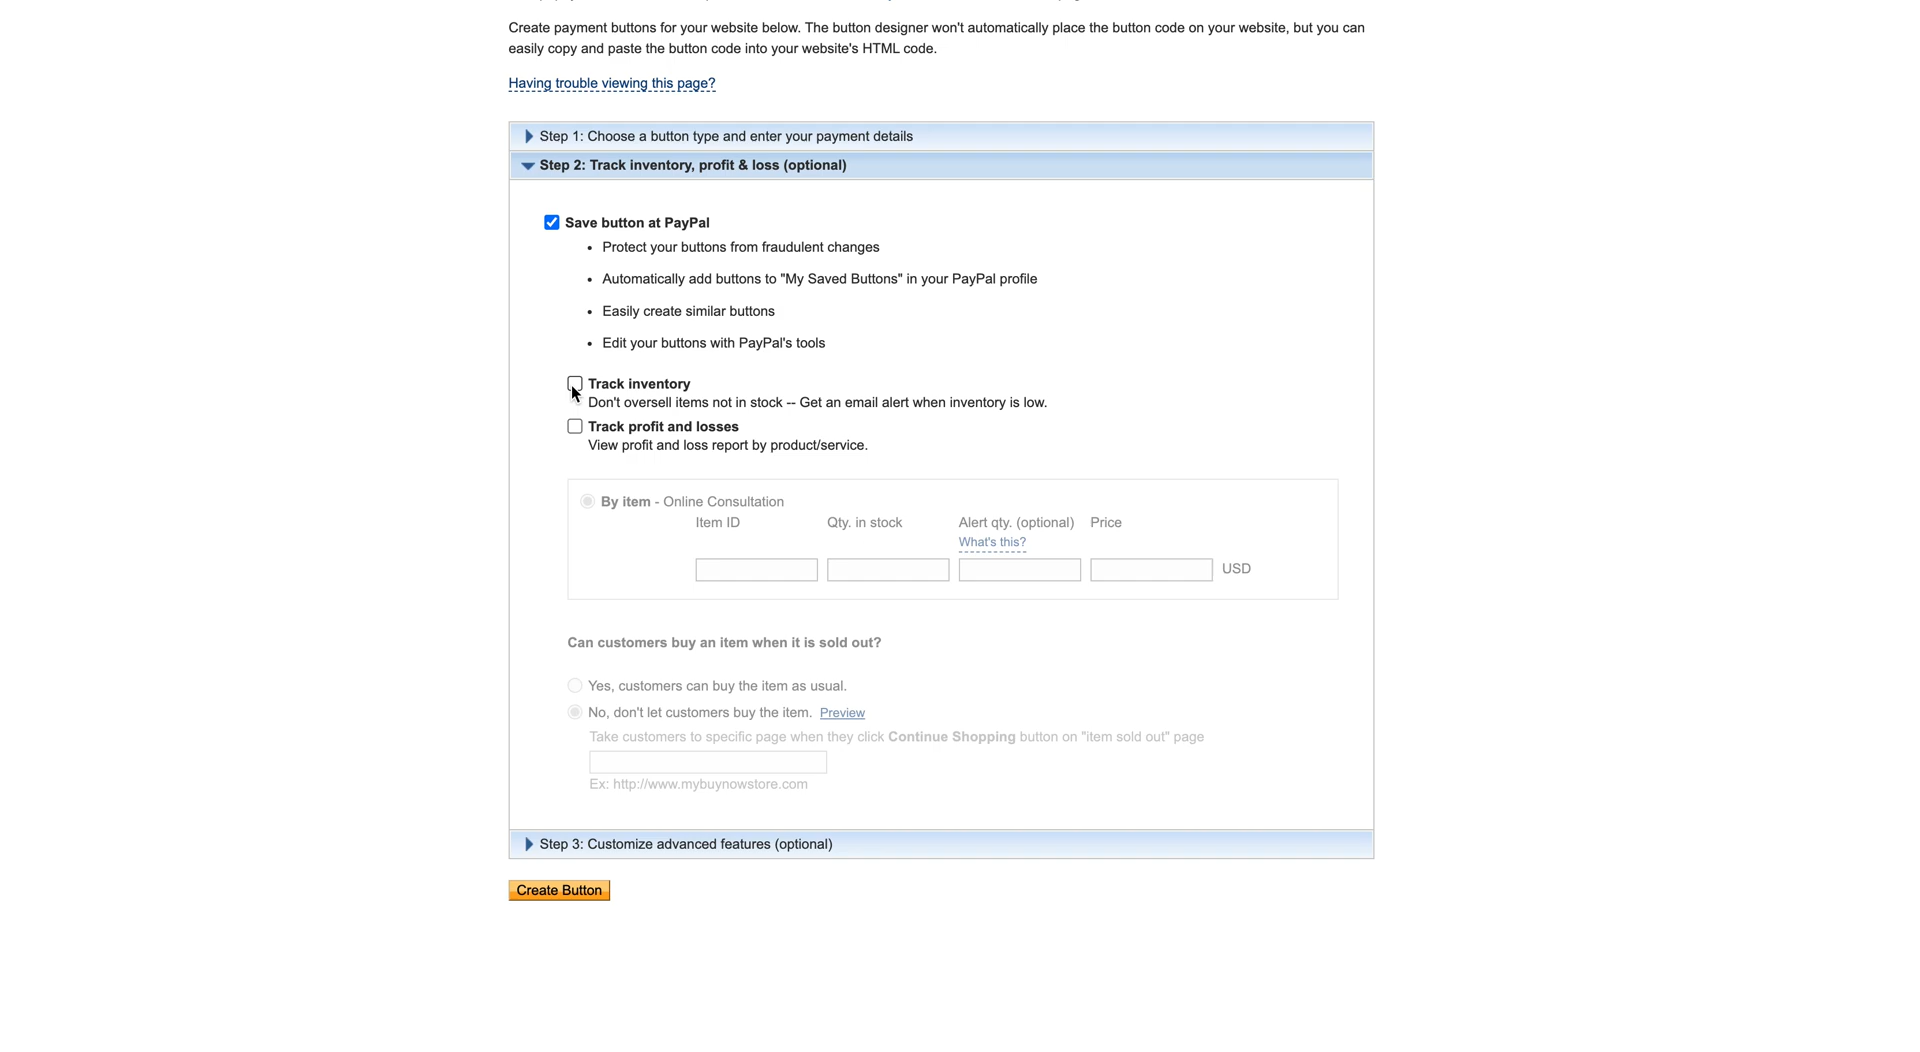 Create payment buttons for your website below. The button designer won't automatically place the button code on your website, but you can
easily copy and paste the button code into your website's HTML code.
Having trouble viewing this page?
Step 1: Choose a button type and enter your payment details
Step 2: Track inventory, profit & loss (optional)
Save button at PayPal
• Protect your buttons from fraudulent changes
• Automatically add buttons to "My Saved Buttons" in your PayPal profile
• Easily create similar buttons
• Edit your buttons with PayPal's tools
Track inventory
Don't oversell items not in stock -- Get an email alert when inventory is low.
Track profit and losses
View profit and loss report by product/service.
By item - Online Consultation
Item ID Qty. in stock Alert qty. (optional) Price
What's this?
USD
Can customers buy an item when it is sold out?
Yes, customers can buy the item as usual.
No, don't let customers buy the item. Preview
Take customers to specific page when they click Continue Shopping button on "item sold out" page
Ex: http://www.mybuynowstore.com
Step 3: Customize advanced features (optional)
Create Button